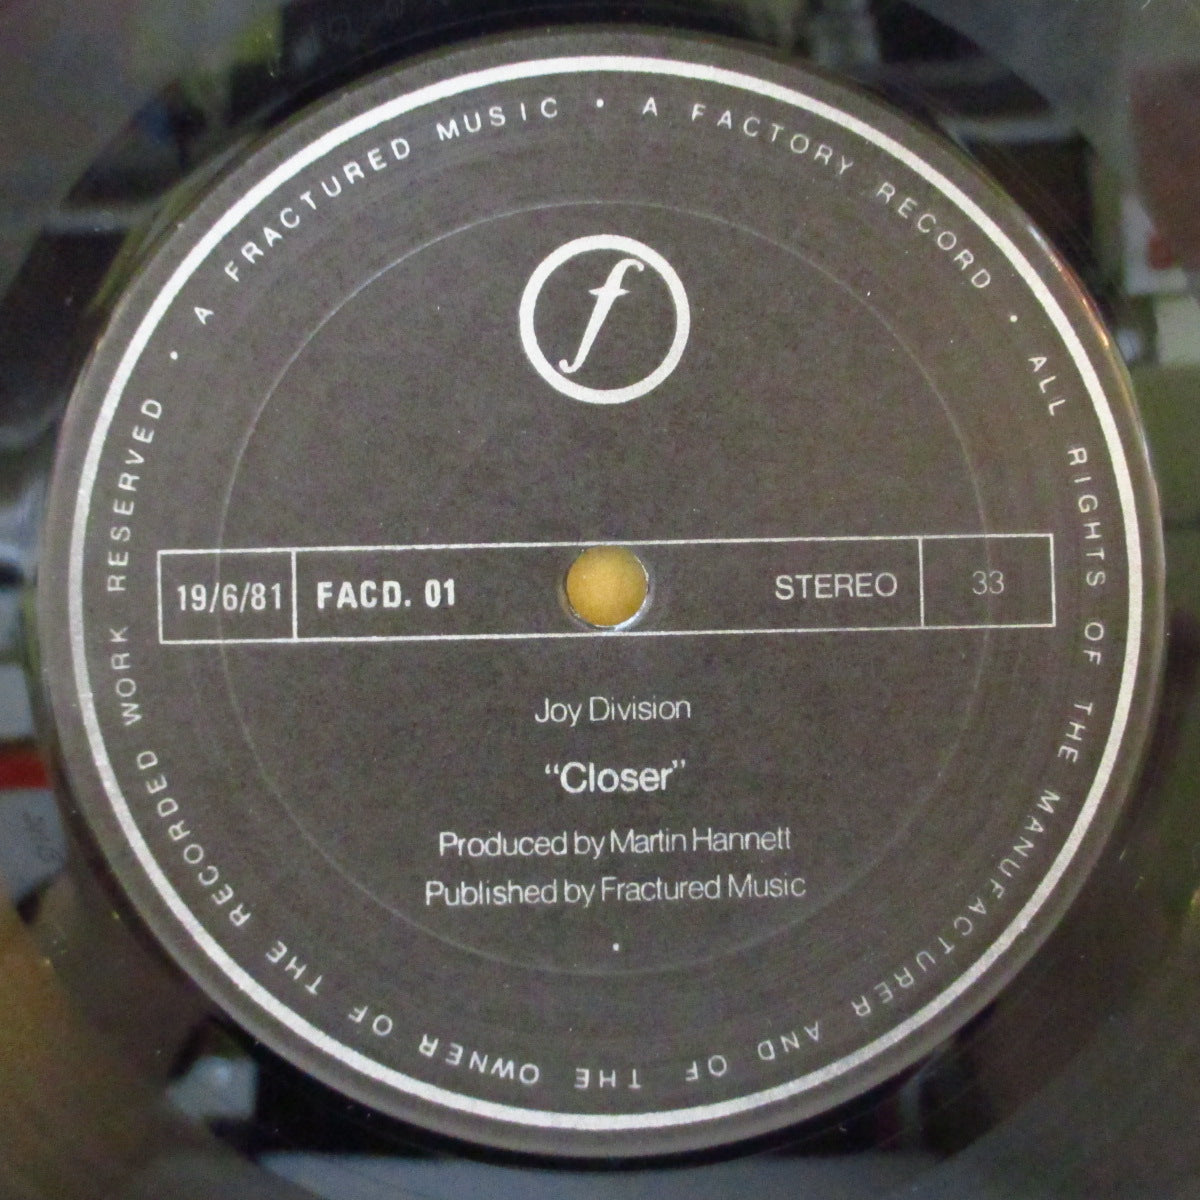 A FRACTURED MUSIC • A FACTORY RECORD • ALL RIGHTS OF THE MANUFACTURER AND OF THE OWNER OF THE RECORDED WORK RESERVED •
f
19/6/81 FACD. 01 STEREO 33
Joy Division
“Closer”
Produced by Martin Hannett
Published by Fractured Music